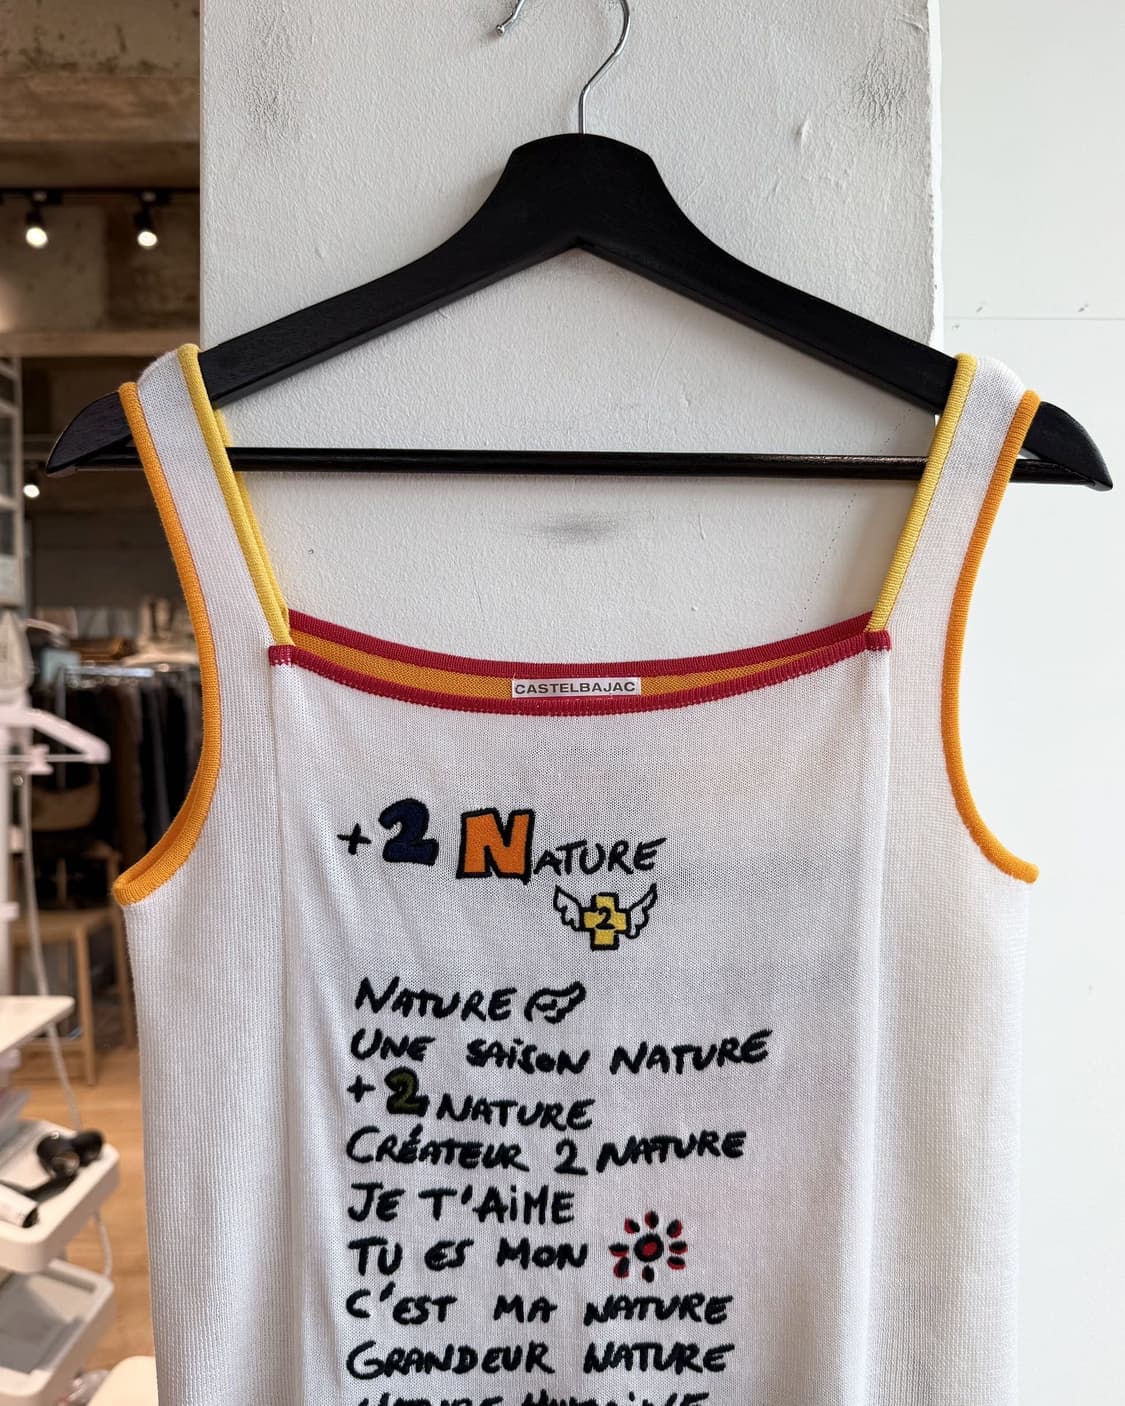 CASTELBAJAC
+2 NATURE
2
NATURE
UNE SAiSON NATURE
+2 NATURE
CRÉATEUR 2 NATURE
JE T'AiME
TU ES MON
C'EST MA NATURE
GRANDEUR NATURE